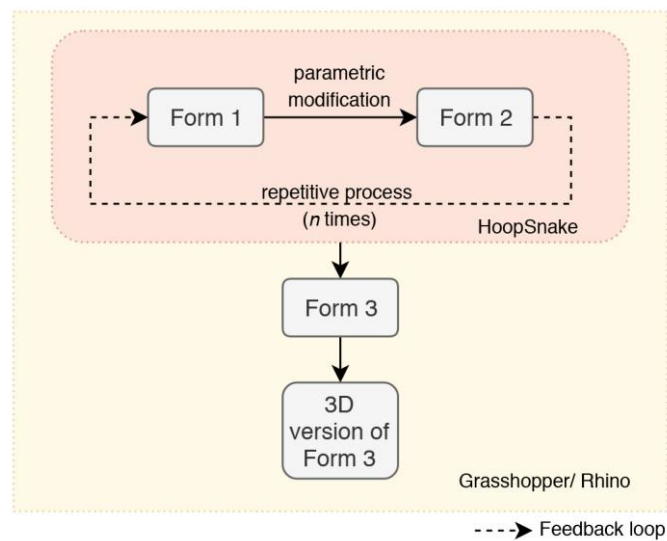 parametric
modification
Form 1
Form 2
repetitive process
(n times)
HoopSnake
Form 3
3D
version of
Form 3
Grasshopper/ Rhino
Feedback loop